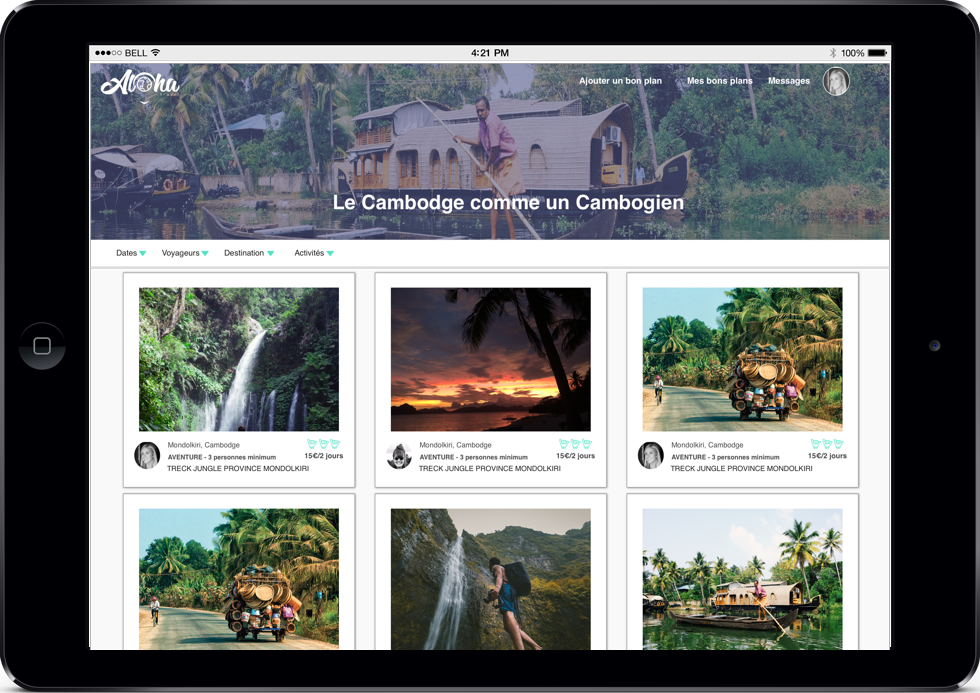 BELL
4:21 PM
100%
Aloha
Ajouter un bon plan
Mes bons plans
Messages
Le Cambodge comme un Cambogien
Dates
Voyageurs
Destination
Activités
Mondolkiri, Cambodge
AVENTURE - 3 personnes minimum
15€/2 jours
TRECK JUNGLE PROVINCE MONDOLKIRI
Mondolkiri, Cambodge
AVENTURE - 3 personnes minimum
15€/2 jours
TRECK JUNGLE PROVINCE MONDOLKIRI
Mondolkiri, Cambodge
AVENTURE - 3 personnes minimum
15€/2 jours
TRECK JUNGLE PROVINCE MONDOLKIRI